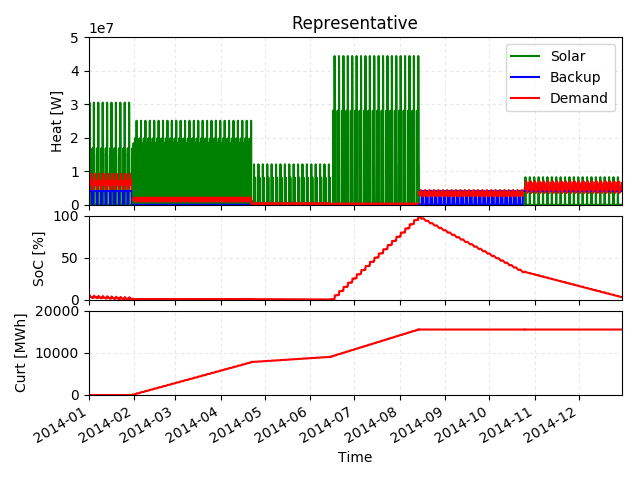 Representative
1e7
5
4
3
2
1
0
Heat [W]
Solar
Backup
Demand
100
50
0
SoC [%]
20000
10000
0
Curt [MWh]
2014-01
2014-02
2014-03
2014-04
2014-05
2014-06
2014-07
2014-08
2014-09
2014-10
2014-11
2014-12
Time